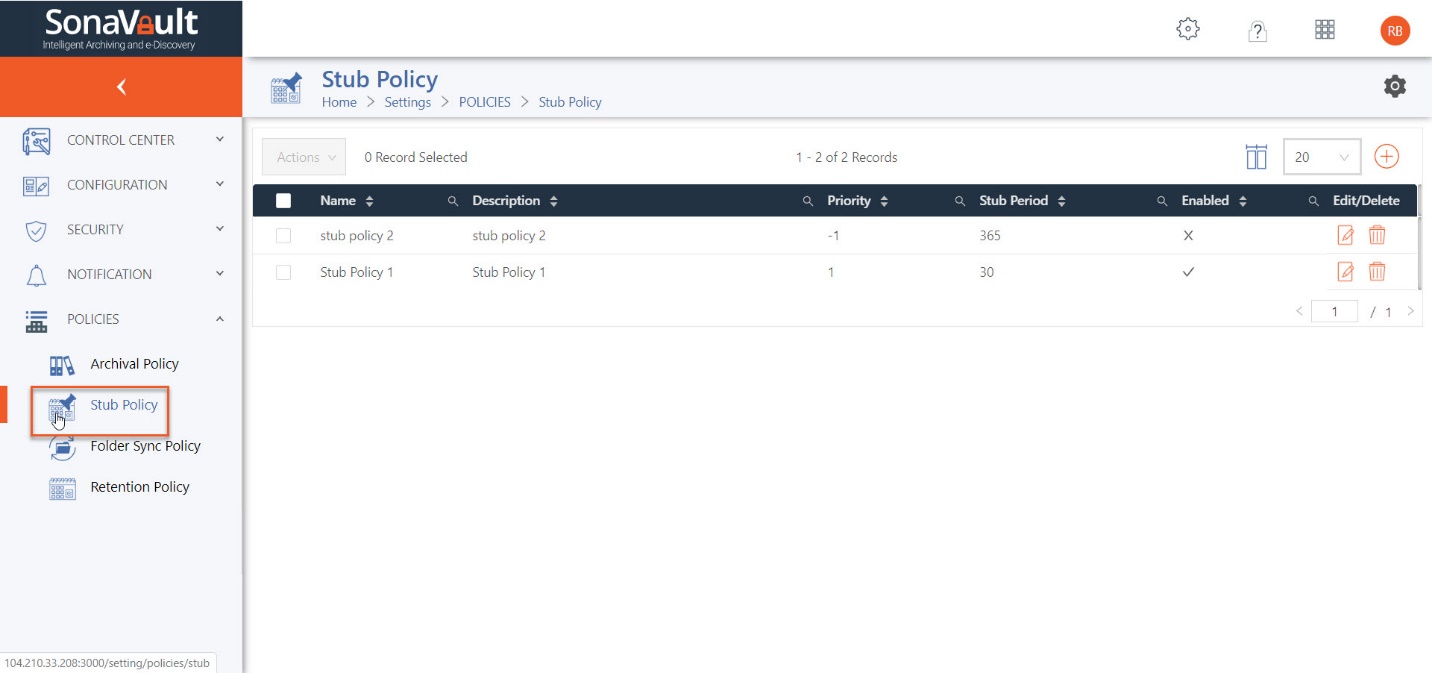 SonaVault
Intelligent Archiving and e-Discovery
?
RB
Stub Policy
Home > Settings > POLICIES > Stub Policy
CONTROL CENTER
CONFIGURATION
SECURITY
NOTIFICATION
POLICIES
Archival Policy
Stub Policy
Folder Sync Policy
Retention Policy
Actions 0 Record Selected 1 - 2 of 2 Records 20
Name Description Priority Stub Period Enabled Edit/Delete
stub policy 2 stub policy 2 -1 365
Stub Policy 1 Stub Policy 1 1 30
< 1 / 1 >
104.210.33.208:3000/setting/policies/stub